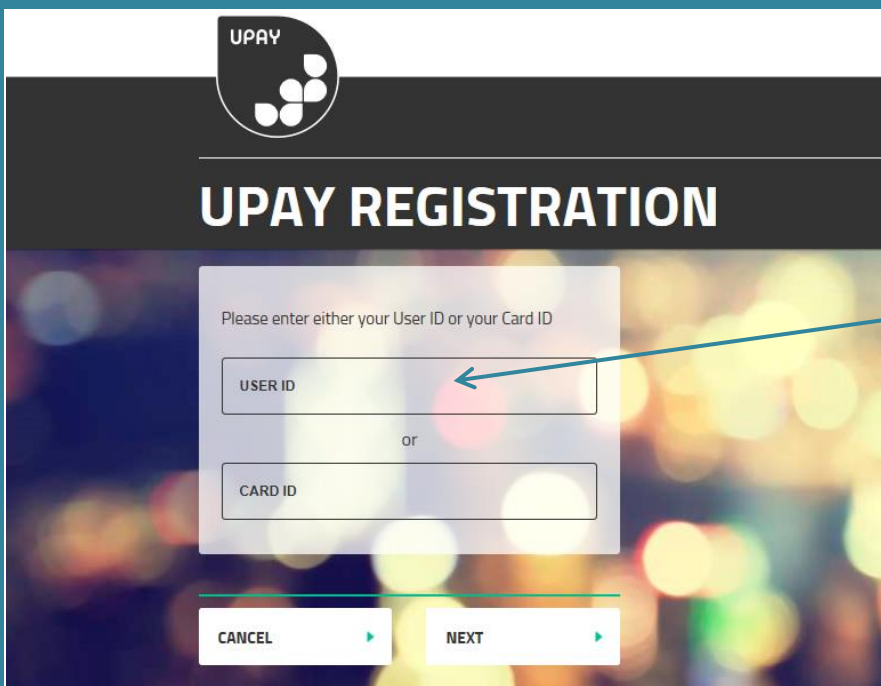 UPAY
UPAY REGISTRATION
Please enter either your User ID or your Card ID
USER ID
or
CARD ID
CANCEL
NEXT